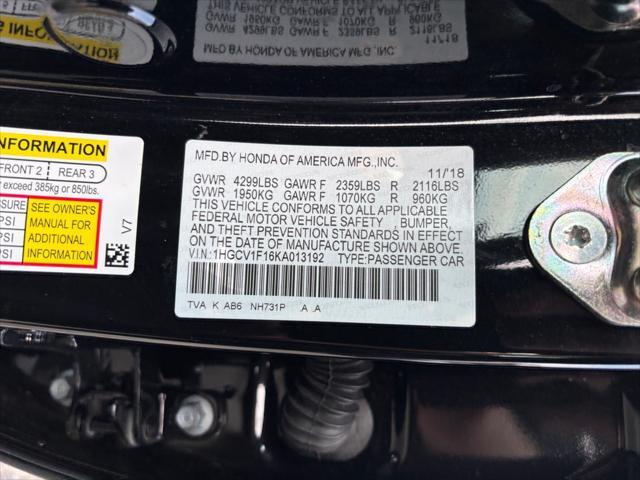 INFORMATION
FRONT 2 REAR 3
exceed 385kg or 850lbs.
SEE OWNER'S
MANUAL FOR
ADDITIONAL
INFORMATION
PSI
PSI
V7
MFD.BY HONDA OF AMERICA MFG.,INC.
11/18
GVWR 4299LBS GAWR F 2359LBS R 2116LBS
GVWR 1950KG GAWR F 1070KG R 960KG
THIS VEHICLE CONFORMS TO ALL APPLICABLE
FEDERAL MOTOR VEHICLE SAFETY , BUMPER,
AND THEFT PREVENTION STANDARDS IN EFFECT
ON THE DATE OF MANUFACTURE SHOWN ABOVE.
V.I.N.:1HGCV1F16KA013192 TYPE:PASSENGER CAR
TVA K AB6 NH731P A .A